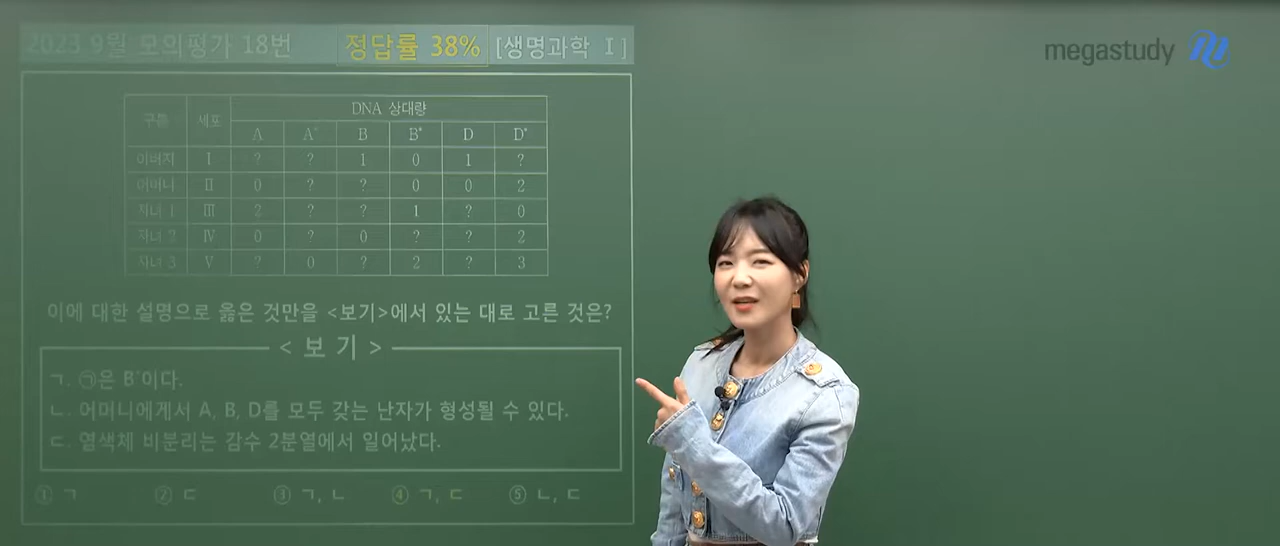 2023 9월 모의평가 18번 정답률 38% [생명과학 Ⅰ]
megastudy
구분 세포 DNA 상대량
A A* B B* D D*
아버지 Ⅰ ? ? 1 0 1 ?
어머니 Ⅱ 0 ? ? 0 0 2
자녀 1 Ⅲ 2 ? ? 1 ? 0
자녀 2 Ⅳ 0 ? 0 ? ? 2
자녀 3 Ⅴ ? 0 ? 2 ? 3
이에 대한 설명으로 옳은 것만을 <보기>에서 있는 대로 고른 것은?
< 보 기 >
ㄱ. ㉠은 B*이다.
ㄴ. 어머니에게서 A, B, D를 모두 갖는 난자가 형성될 수 있다.
ㄷ. 염색체 비분리는 감수 2분열에서 일어났다.
① ㄱ ② ㄷ ③ ㄱ, ㄴ ④ ㄱ, ㄷ ⑤ ㄴ, ㄷ